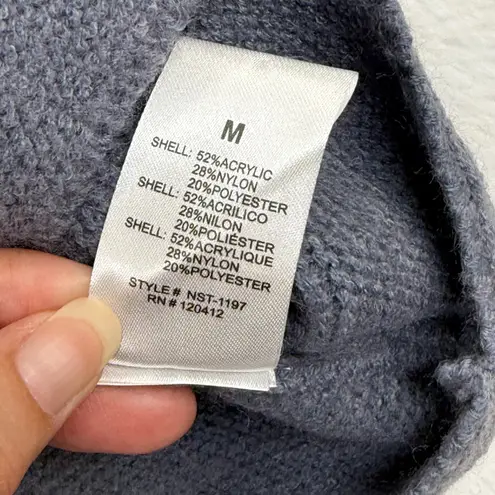 M
SHELL: 52%ACRYLIC
28%NYLON
20%POLYESTER
SHELL: 52%ACRILICO
28%NILON
20%POLIÉSTER
SHELL: 52%ACRYLIQUE
28%NYLON
20%POLYESTER
STYLE# NST-1197
RN# 120412